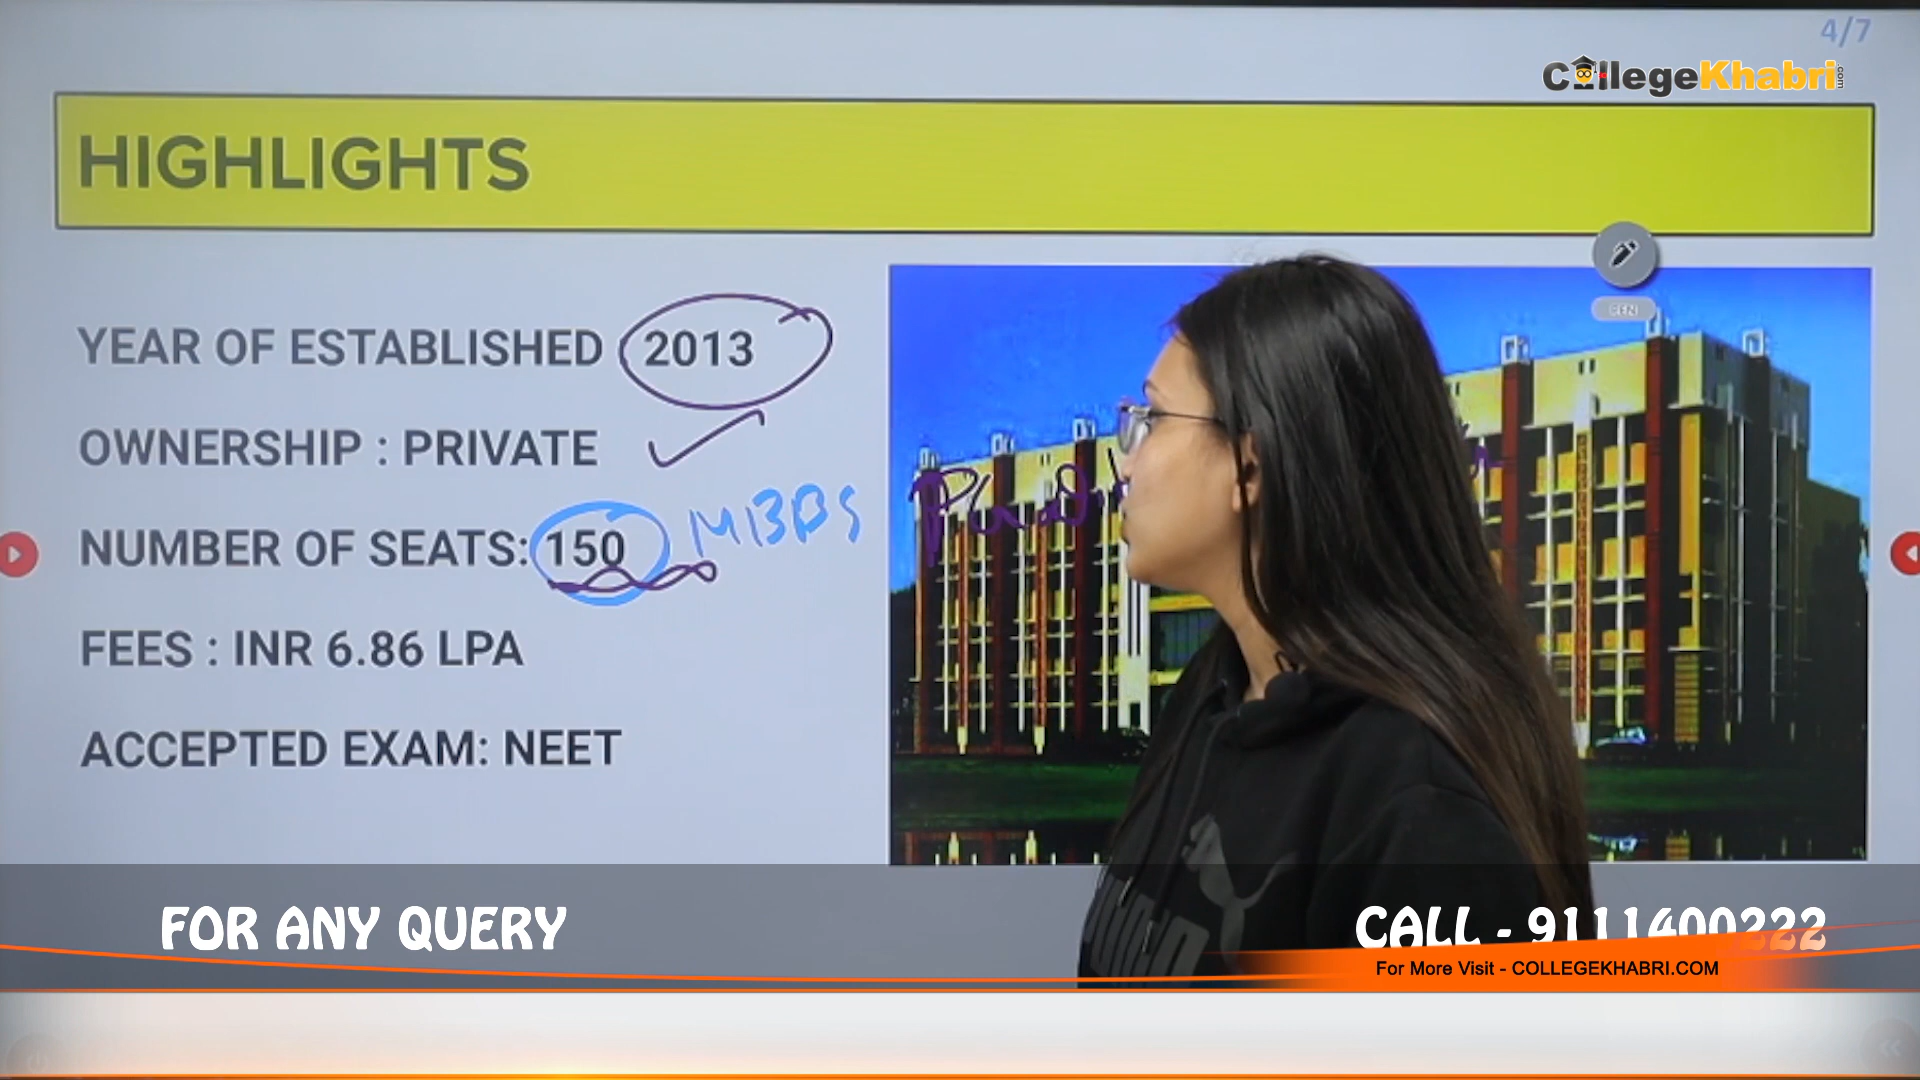 4/7
CollegeKhabri.com
HIGHLIGHTS
PEN
YEAR OF ESTABLISHED 2013
OWNERSHIP : PRIVATE
NUMBER OF SEATS: 150 MBBS
FEES : INR 6.86 LPA
ACCEPTED EXAM: NEET
FOR ANY QUERY
CALL - 9111400222
For More Visit - COLLEGEKHABRI.COM